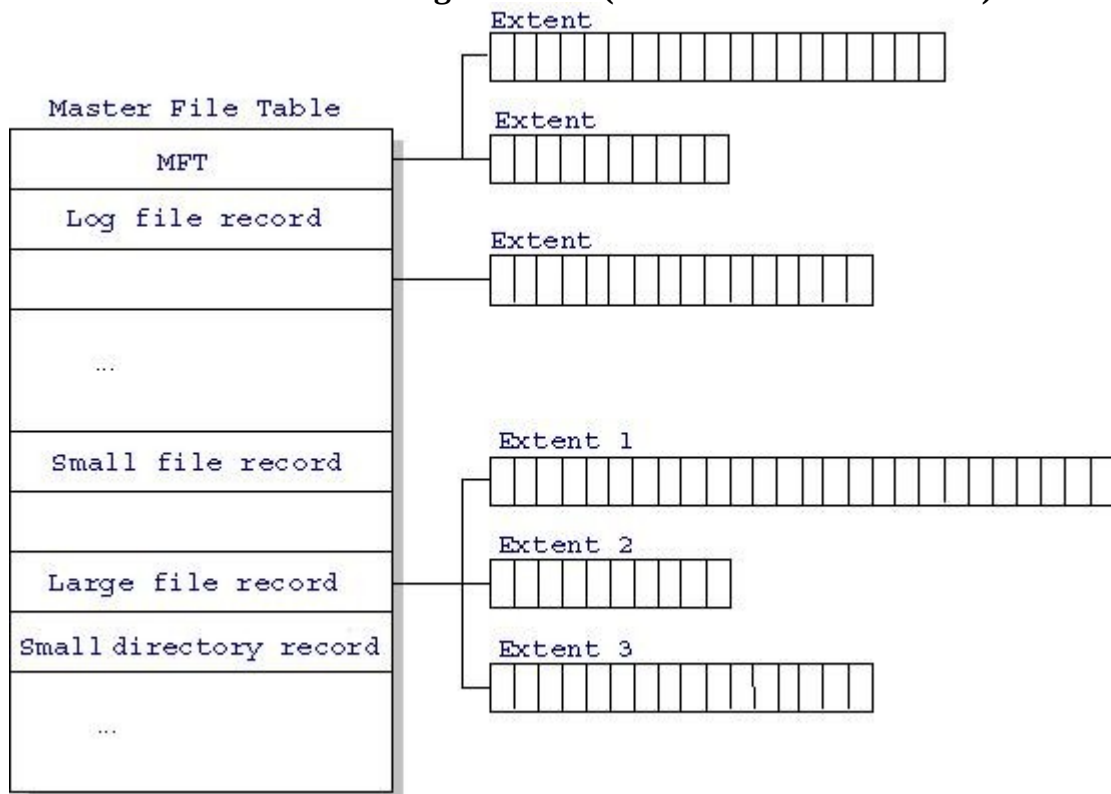 Extent
Master File Table
Extent
MFT
Log file record
Extent
...
Extent 1
Small file record
Extent 2
Large file record
Small directory record
Extent 3
...